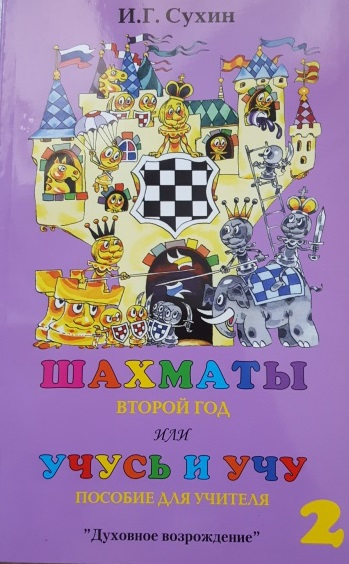 И.Г. Сухин
ШАХМАТЫ
ВТОРОЙ ГОД
ИЛИ
УЧУСЬ И УЧУ
ПОСОБИЕ ДЛЯ УЧИТЕЛЯ
2
"Духовное возрождение"